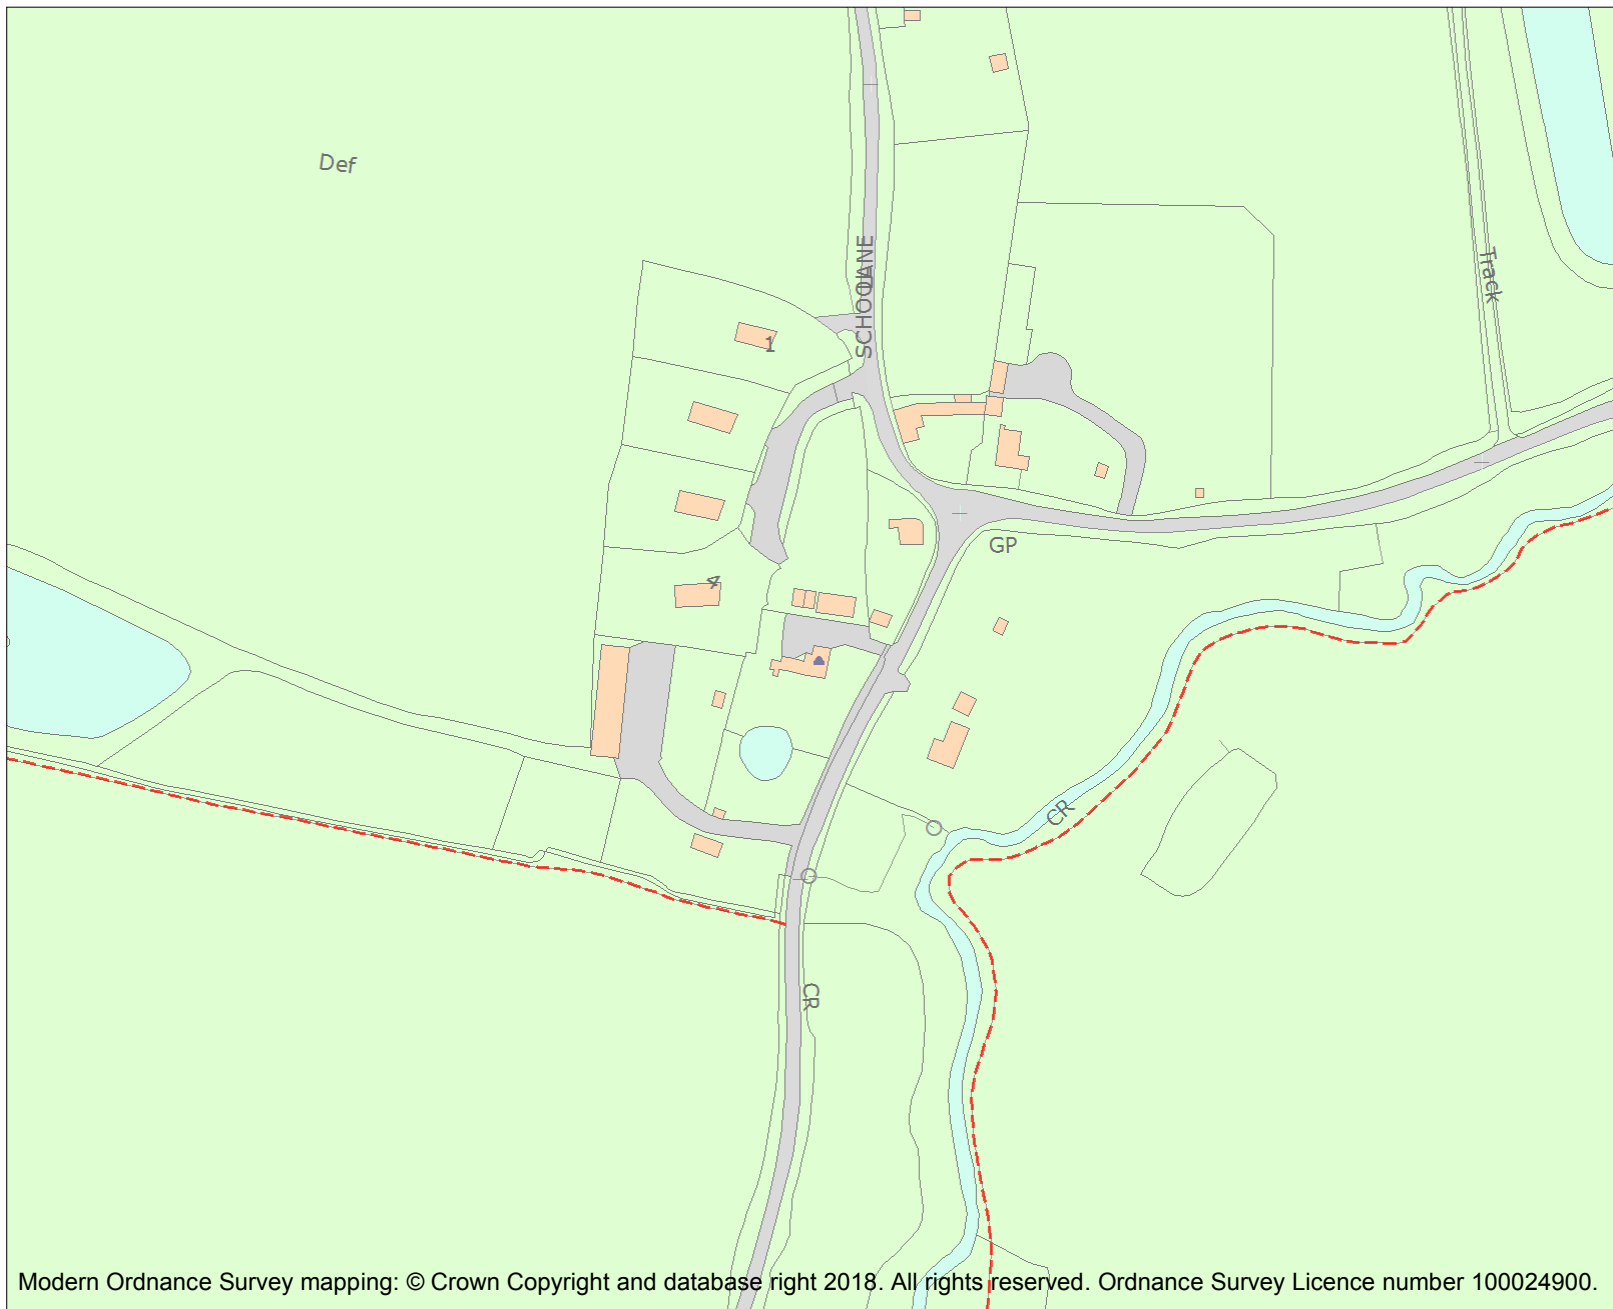 Def
SCHOOL
LANE
Track
1
GP
4
CR
CR
Modern Ordnance Survey mapping: © Crown Copyright and database right 2018. All rights reserved. Ordnance Survey Licence number 100024900.